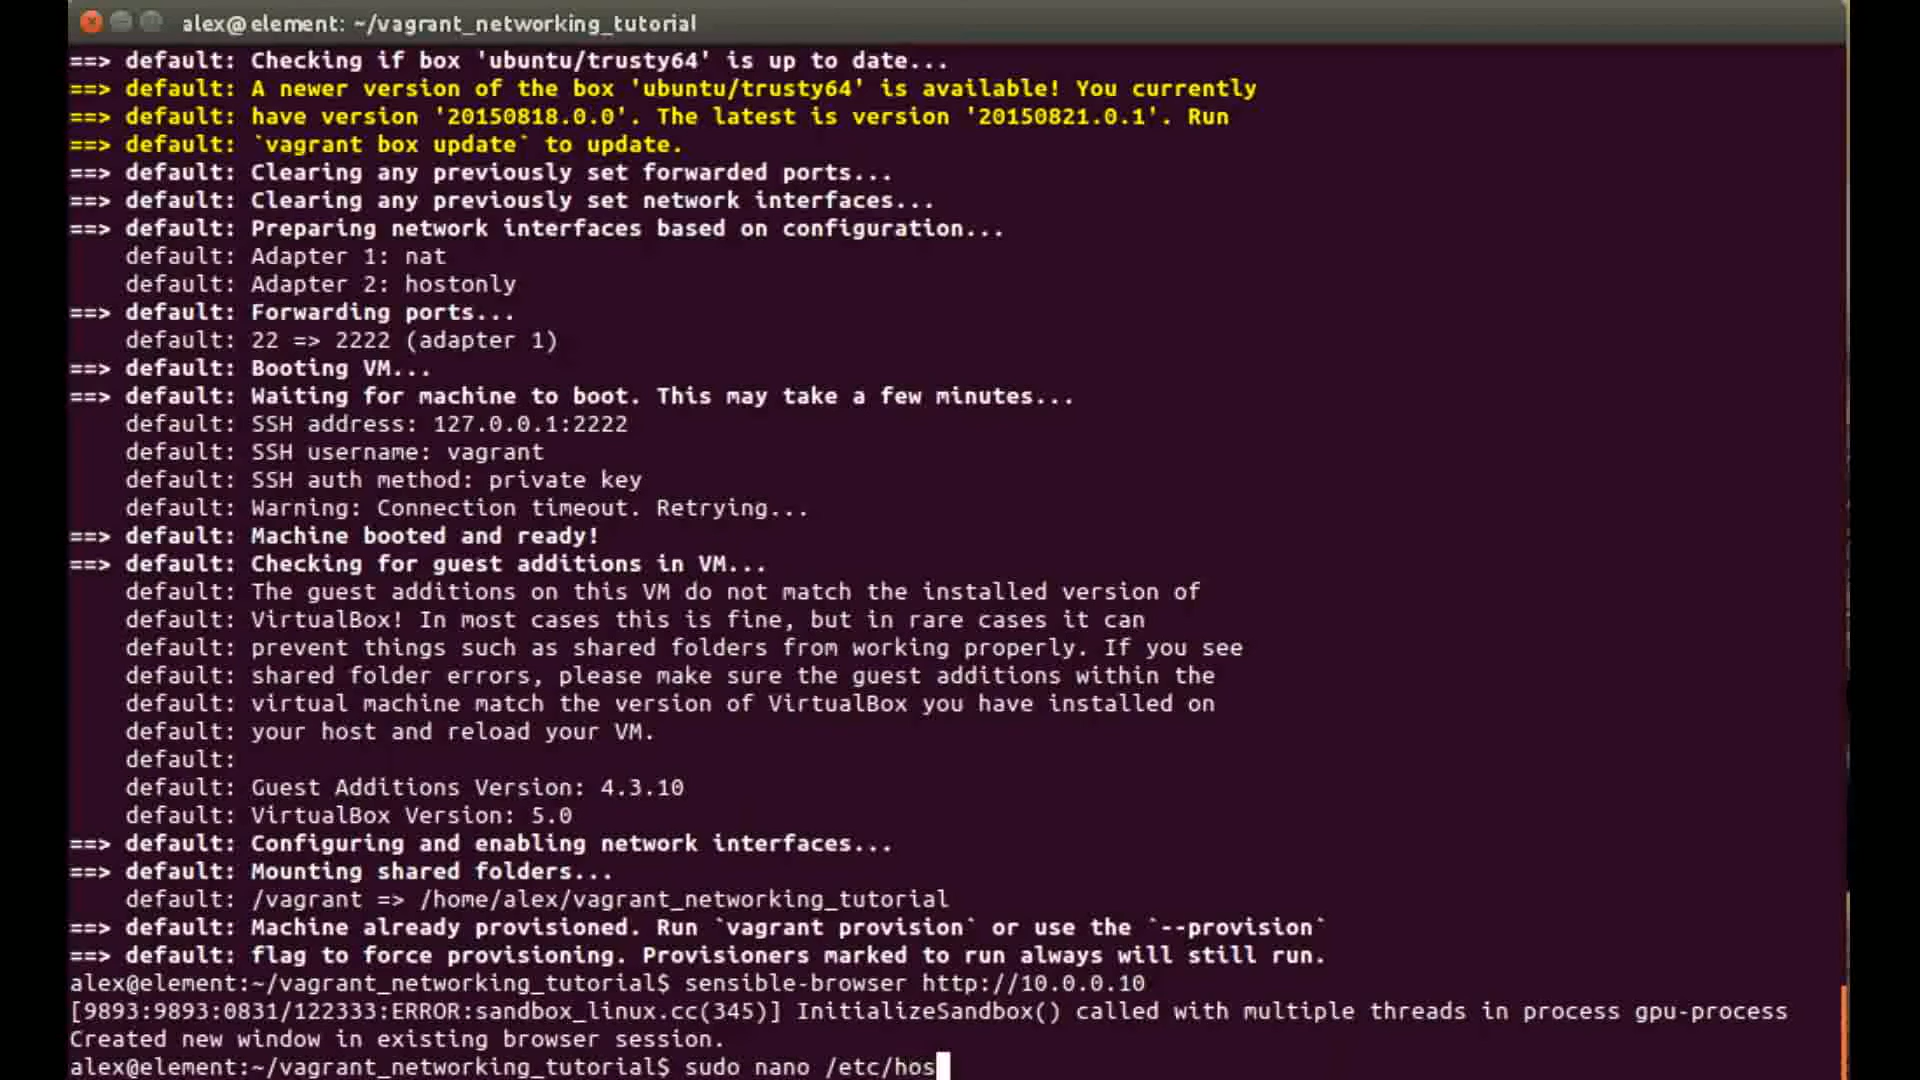 alex@element: ~/vagrant_networking_tutorial
==> default: Checking if box 'ubuntu/trusty64' is up to date...
==> default: A newer version of the box 'ubuntu/trusty64' is available! You currently
==> default: have version '20150818.0.0'. The latest is version '20150821.0.1'. Run
==> default: `vagrant box update` to update.
==> default: Clearing any previously set forwarded ports...
==> default: Clearing any previously set network interfaces...
==> default: Preparing network interfaces based on configuration...
    default: Adapter 1: nat
    default: Adapter 2: hostonly
==> default: Forwarding ports...
    default: 22 => 2222 (adapter 1)
==> default: Booting VM...
==> default: Waiting for machine to boot. This may take a few minutes...
    default: SSH address: 127.0.0.1:2222
    default: SSH username: vagrant
    default: SSH auth method: private key
    default: Warning: Connection timeout. Retrying...
==> default: Machine booted and ready!
==> default: Checking for guest additions in VM...
    default: The guest additions on this VM do not match the installed version of
    default: VirtualBox! In most cases this is fine, but in rare cases it can
    default: prevent things such as shared folders from working properly. If you see
    default: shared folder errors, please make sure the guest additions within the
    default: virtual machine match the version of VirtualBox you have installed on
    default: your host and reload your VM.
    default:
    default: Guest Additions Version: 4.3.10
    default: VirtualBox Version: 5.0
==> default: Configuring and enabling network interfaces...
==> default: Mounting shared folders...
    default: /vagrant => /home/alex/vagrant_networking_tutorial
==> default: Machine already provisioned. Run `vagrant provision` or use the `--provision`
==> default: flag to force provisioning. Provisioners marked to run always will still run.
alex@element:~/vagrant_networking_tutorial$ sensible-browser http://10.0.0.10
[9893:9893:0831/122333:ERROR:sandbox_linux.cc(345)] InitializeSandbox() called with multiple threads in process gpu-process
Created new window in existing browser session.
alex@element:~/vagrant_networking_tutorial$ sudo nano /etc/hos